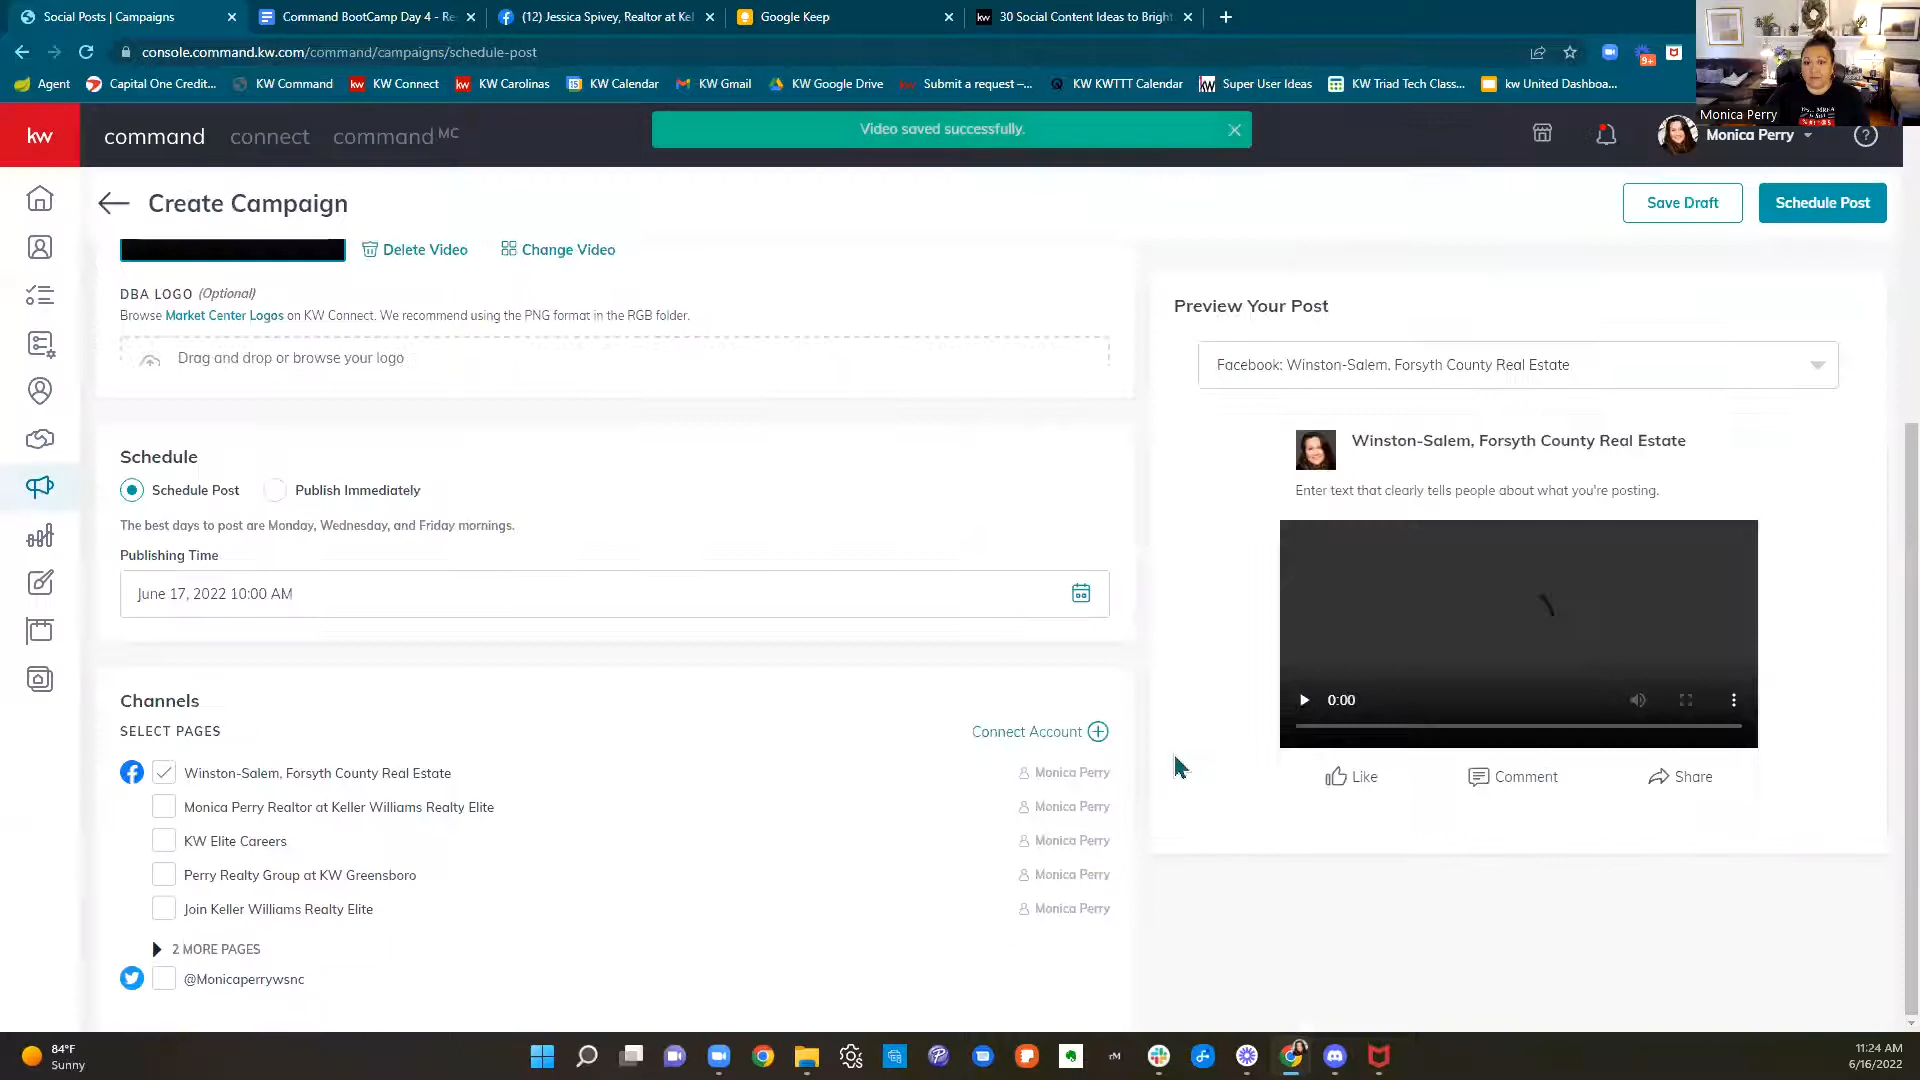 Social Posts | Campaigns
Command BootCamp Day 4 - Re
(12) Jessica Spivey, Realtor at Kel
Google Keep
kw 30 Social Content Ideas to Bright
console.command.kw.com/command/campaigns/schedule-post
9+
Agent
Capital One Credit...
KW Command
kw KW Connect
kw KW Carolinas
KW Calendar
KW Gmail
KW Google Drive
Submit a request –...
KW KWTTT Calendar
Super User Ideas
KW Triad Tech Class...
kw United Dashboa...
Monica Perry
kw
command
connect
command MC
Video saved successfully.
Monica Perry
Create Campaign
Save Draft
Schedule Post
Delete Video
Change Video
DBA LOGO (Optional)
Browse Market Center Logos on KW Connect. We recommend using the PNG format in the RGB folder.
Drag and drop or browse your logo
Schedule
Schedule Post
Publish Immediately
The best days to post are Monday, Wednesday, and Friday mornings.
Publishing Time
June 17, 2022 10:00 AM
Channels
SELECT PAGES
Connect Account
Winston-Salem, Forsyth County Real Estate
Monica Perry
Monica Perry Realtor at Keller Williams Realty Elite
Monica Perry
KW Elite Careers
Monica Perry
Perry Realty Group at KW Greensboro
Monica Perry
Join Keller Williams Realty Elite
Monica Perry
2 MORE PAGES
@Monicaperrywsnc
Preview Your Post
Facebook: Winston-Salem, Forsyth County Real Estate
Winston-Salem, Forsyth County Real Estate
Enter text that clearly tells people about what you're posting.
0:00
Like
Comment
Share
84°F
Sunny
rM
11:24 AM
6/16/2022